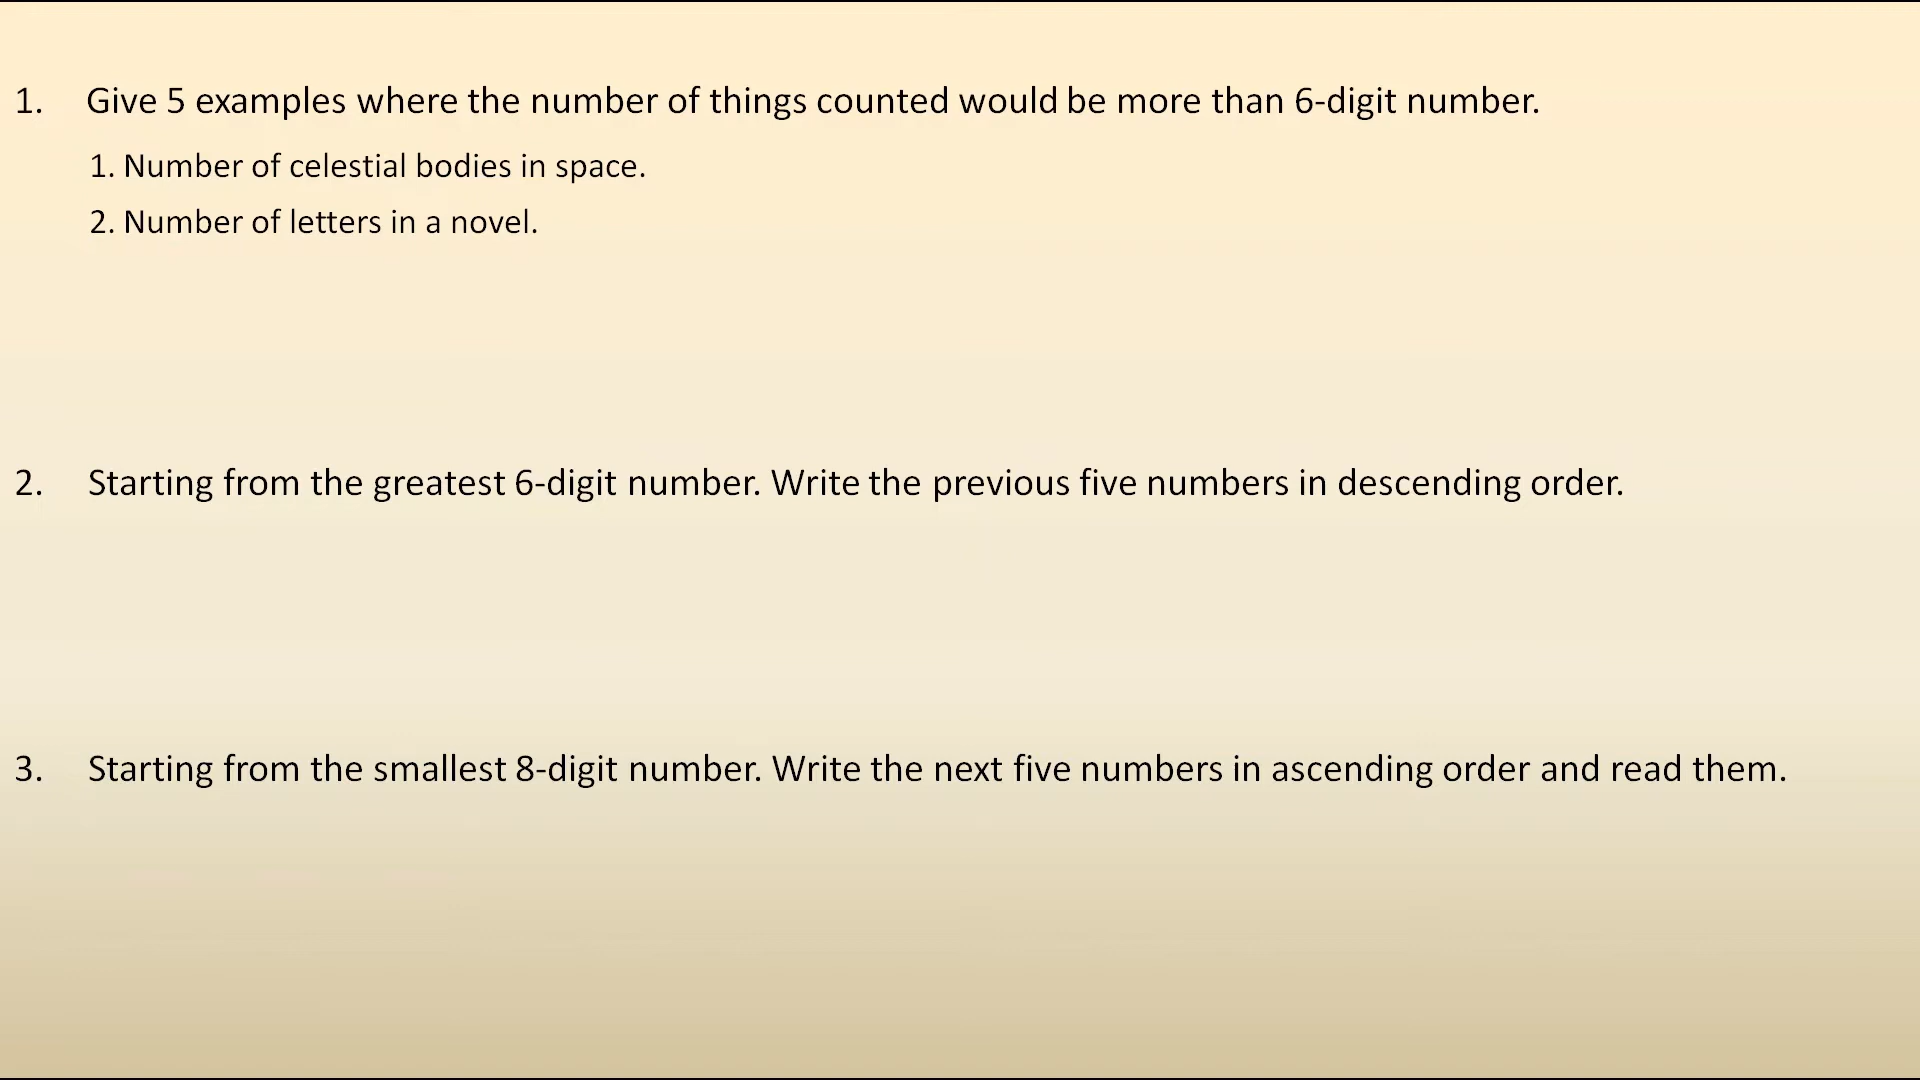 1. Give 5 examples where the number of things counted would be more than 6-digit number.
1. Number of celestial bodies in space.
2. Number of letters in a novel.
2. Starting from the greatest 6-digit number. Write the previous five numbers in descending order.
3. Starting from the smallest 8-digit number. Write the next five numbers in ascending order and read them.